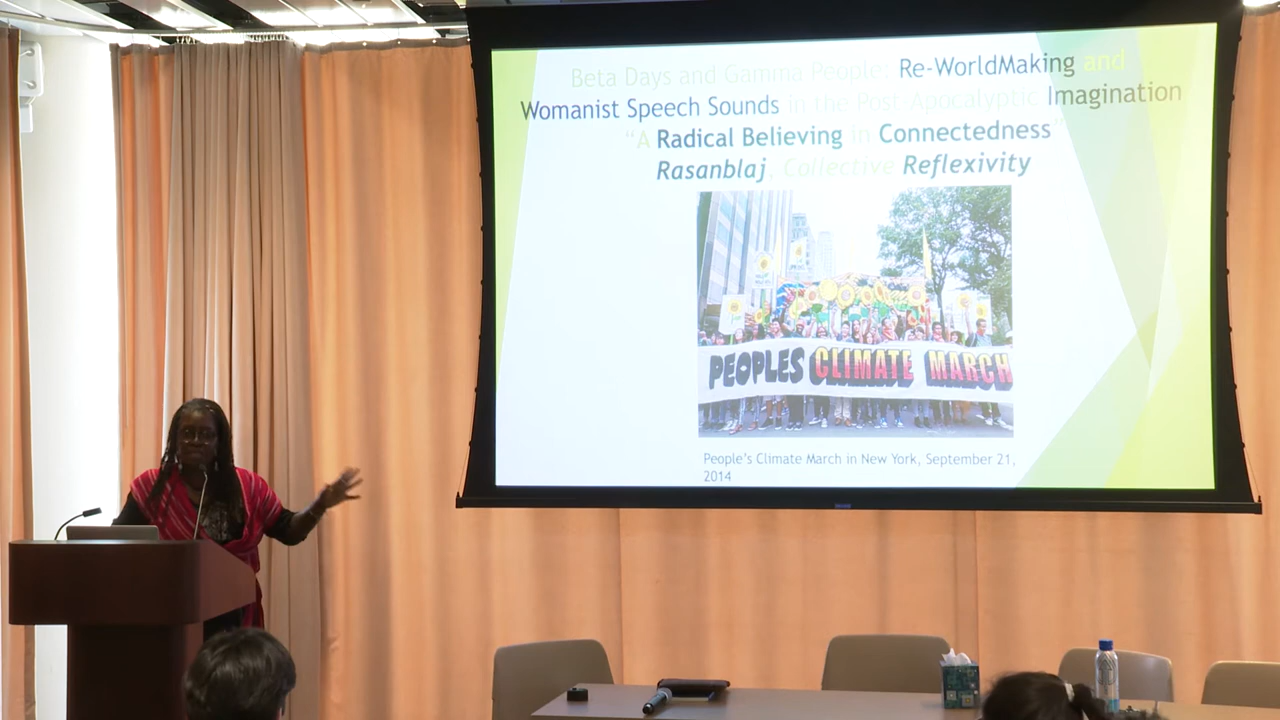 Beta Days and Gamma People: Re-WorldMaking and
Womanist Speech Sounds in the Post-Apocalyptic Imagination
“A Radical Believing in Connectedness”
Rasanblaj, Collective Reflexivity
PEOPLES CLIMATE MARCH
People's Climate March in New York, September 21,
2014